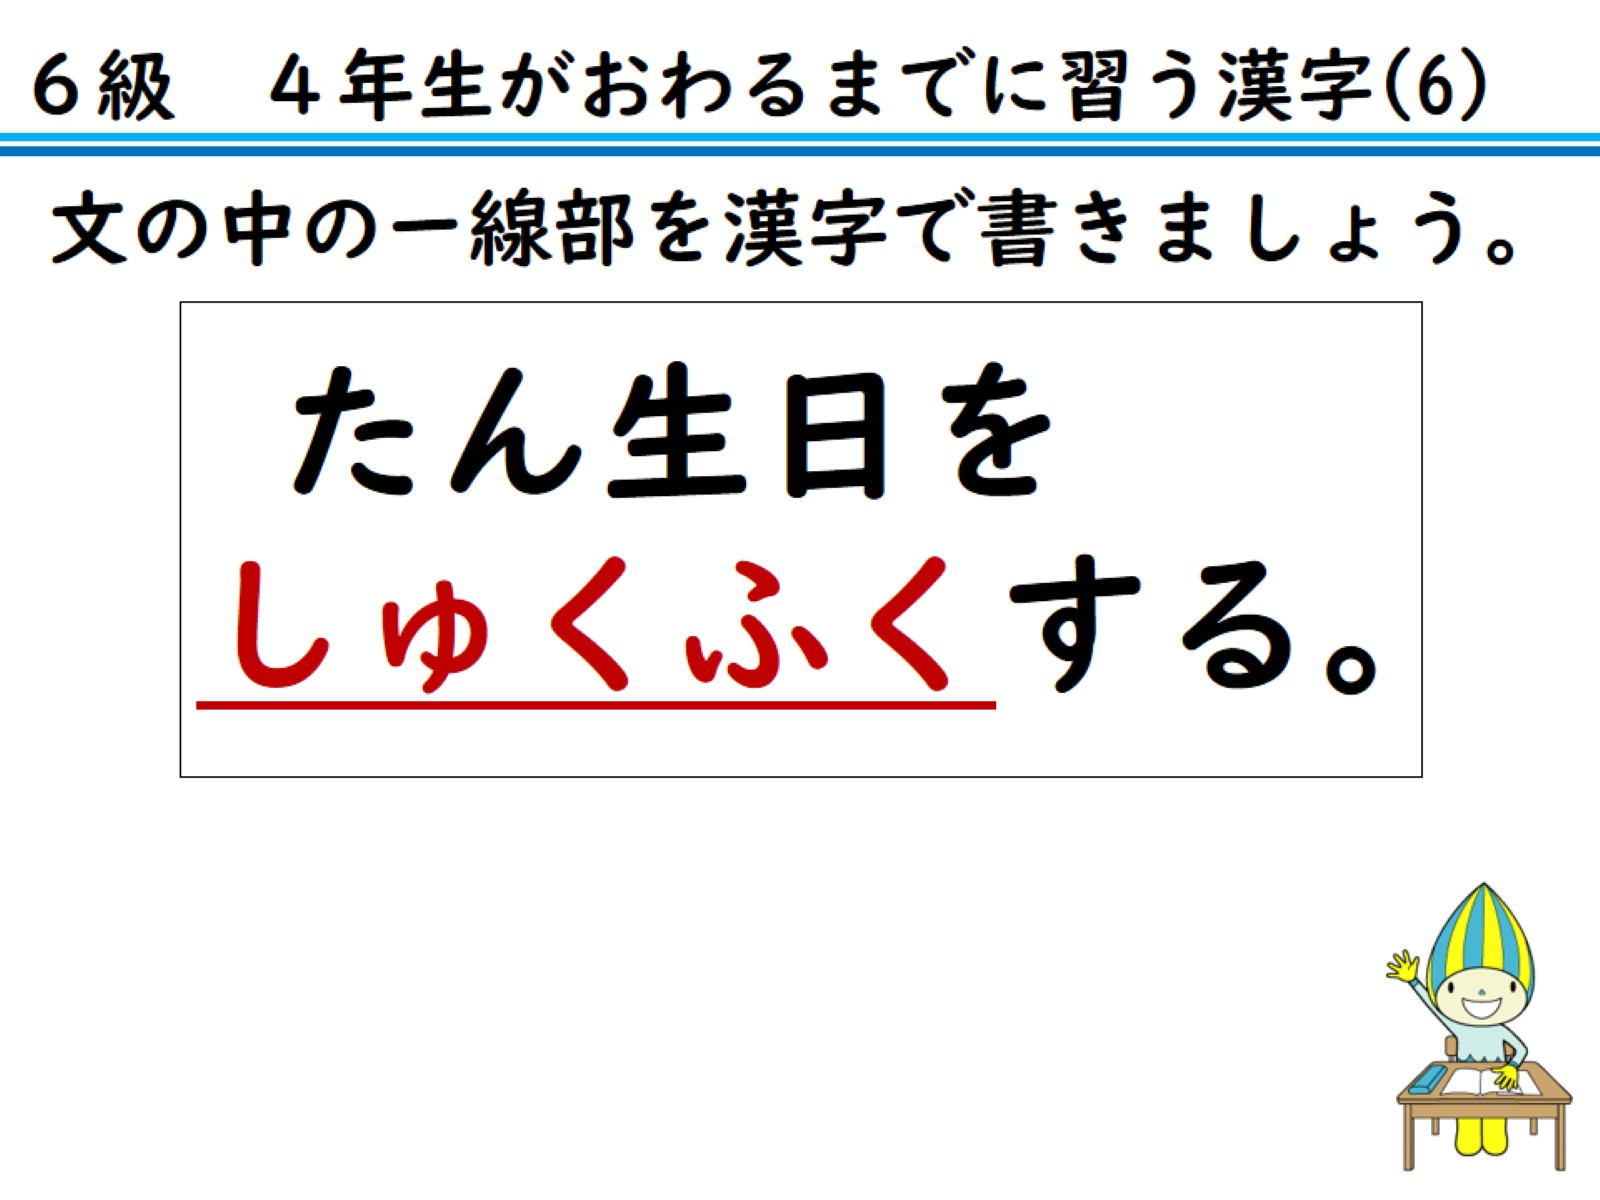 ６級　４年生がおわるまでに習う漢字(6)
文の中の一線部を漢字で書きましょう。
たん生日を
しゅくふくする。